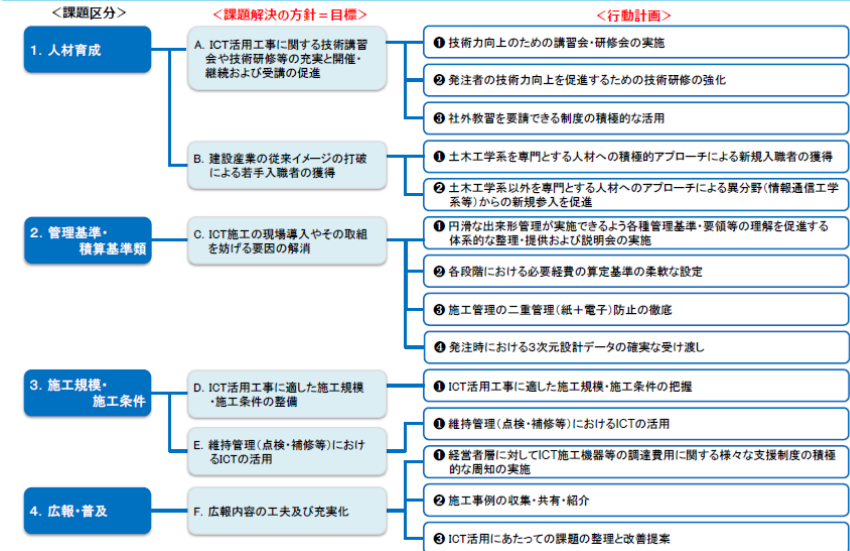 <課題区分>
<課題解決の方針=目標>
<行動計画>
1. 人材育成
A. ICT活用工事に関する技術講習
会や技術研修等の充実と開催・
継続および受講の促進
❶ 技術力向上のための講習会・研修会の実施
❷ 発注者の技術力向上を促進するための技術研修の強化
❸ 社外教習を要請できる制度の積極的な活用
B. 建設産業の従来イメージの打破
による若手入職者の獲得
❶ 土木工学系を専門とする人材への積極的アプローチによる新規入職者の獲得
❷ 土木工学系以外を専門とする人材へのアプローチによる異分野(情報通信工学
系等)からの新規参入を促進
2. 管理基準・
積算基準類
C. ICT施工の現場導入やその取組
を妨げる要因の解消
❶ 円滑な出来形管理が実施できるよう各種管理基準・要領等の理解を促進する
体系的な整理・提供および説明会の実施
❷ 各段階における必要経費の算定基準の柔軟な設定
❸ 施工管理の二重管理(紙+電子)防止の徹底
❹ 発注時における3次元設計データの確実な受け渡し
3. 施工規模・
施工条件
D. ICT活用工事に適した施工規模
・施工条件の整備
❶ ICT活用工事に適した施工規模・施工条件の把握
E. 維持管理(点検・補修等)におけ
るICTの活用
❶ 維持管理(点検・補修等)におけるICTの活用
4. 広報・普及
F. 広報内容の工夫及び充実化
❶ 経営者層に対してICT施工機器等の調達費用に関する様々な支援制度の積極
的な周知の実施
❷ 施工事例の収集・共有・紹介
❸ ICT活用にあたっての課題の整理と改善提案